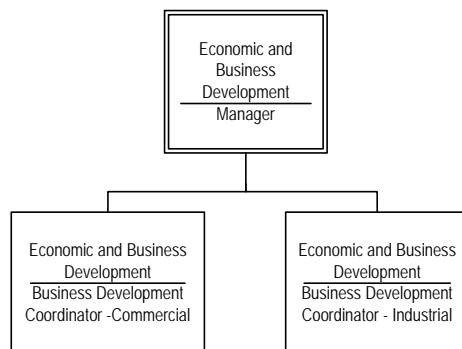 Economic and
Business
Development
Manager
Economic and Business
Development
Business Development
Coordinator -Commercial
Economic and Business
Development
Business Development
Coordinator - Industrial